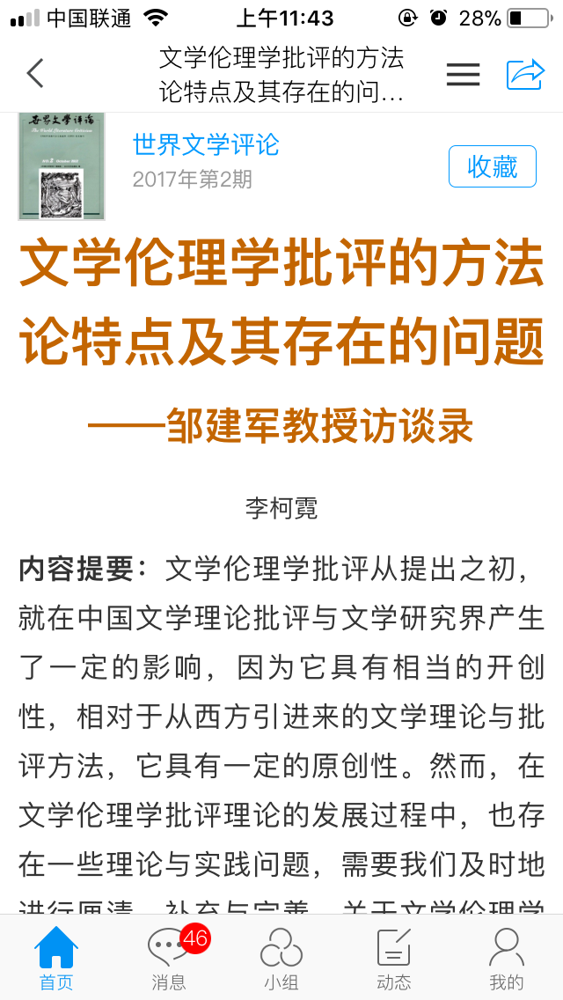 中国联通
上午11:43
28%
文学伦理学批评的方法
论特点及其存在的问...
世界文学评论
The World Literature Criticism
世界文学评论
2017年第2期
收藏
文学伦理学批评的方法
论特点及其存在的问题
——邹建军教授访谈录
李柯霓
内容提要：文学伦理学批评从提出之初，
就在中国文学理论批评与文学研究界产生
了一定的影响，因为它具有相当的开创
性，相对于从西方引进来的文学理论与批
评方法，它具有一定的原创性。然而，在
文学伦理学批评理论的发展过程中，也存
在一些理论与实践问题，需要我们及时地
进行厘清、补充与完善。关于文学伦理学
46
首页
消息
小组
动态
我的